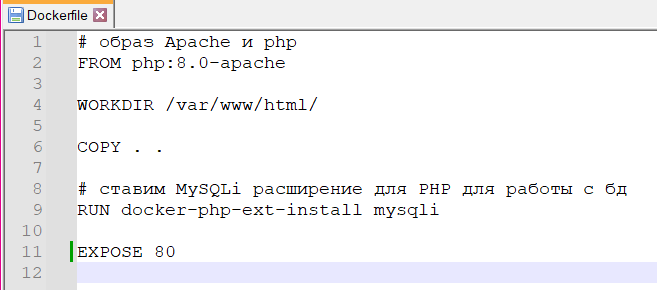 Dockerfile
1 # образ Apache и php
2 FROM php:8.0-apache
3
4 WORKDIR /var/www/html/
5
6 COPY . .
7
8 # ставим MySQLi расширение для PHP для работы с бд
9 RUN docker-php-ext-install mysqli
10
11 EXPOSE 80
12